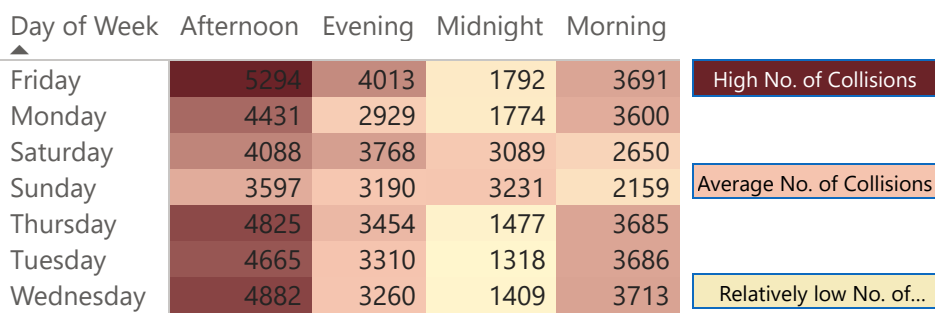 Day of Week Afternoon Evening Midnight Morning
Friday 5294 4013 1792 3691
Monday 4431 2929 1774 3600
Saturday 4088 3768 3089 2650
Sunday 3597 3190 3231 2159
Thursday 4825 3454 1477 3685
Tuesday 4665 3310 1318 3686
Wednesday 4882 3260 1409 3713
High No. of Collisions
Average No. of Collisions
Relatively low No. of...